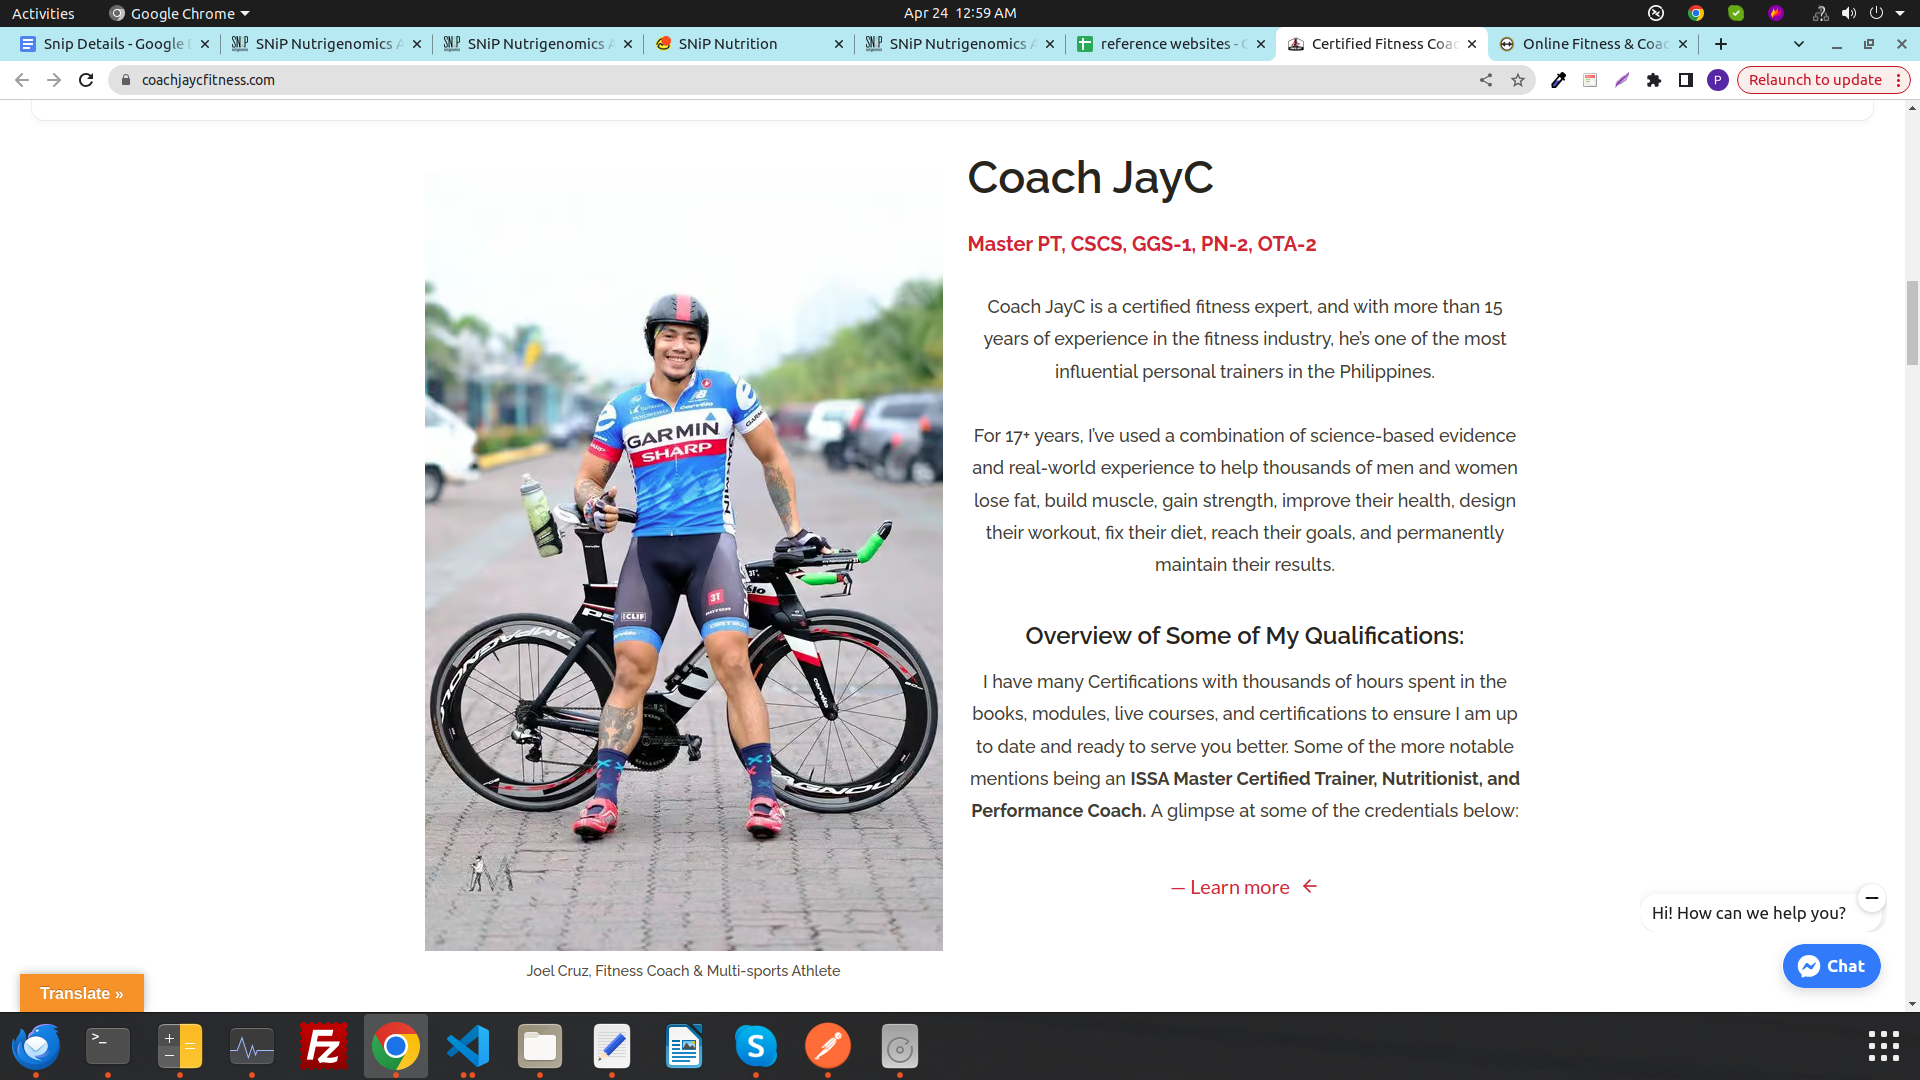 Activities
Google Chrome
Apr 24 12:59 AM
Snip Details - Google
SNiP Nutrigenomics
SNiP Nutrigenomics
SNiP Nutrition
SNiP Nutrigenomics
reference websites -
Certified Fitness Coac
Online Fitness & Coac
coachjaycfitness.com
P
Relaunch to update
Coach JayC
Master PT, CSCS, GGS-1, PN-2, OTA-2
Coach JayC is a certified fitness expert, and with more than 15
years of experience in the fitness industry, he's one of the most
influential personal trainers in the Philippines.
For 17+ years, I've used a combination of science-based evidence
and real-world experience to help thousands of men and women
lose fat, build muscle, gain strength, improve their health, design
their workout, fix their diet, reach their goals, and permanently
maintain their results.
Overview of Some of My Qualifications:
I have many Certifications with thousands of hours spent in the
books, modules, live courses, and certifications to ensure I am up
to date and ready to serve you better. Some of the more notable
mentions being an ISSA Master Certified Trainer, Nutritionist, and
Performance Coach. A glimpse at some of the credentials below:
— Learn more
GARMIN
SHARP
3T
CLIF
ROTOR
Joel Cruz, Fitness Coach & Multi-sports Athlete
Hi! How can we help you?
Chat
Translate »